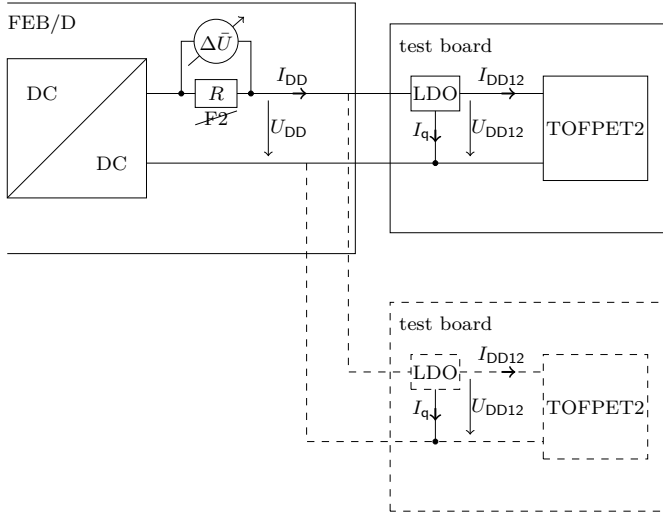 FEB/D
ΔŪ
DC
DC
R
F2
I_DD
U_DD
test board
LDO
I_DD12
I_q
U_DD12
TOFPET2
test board
LDO
I_DD12
I_q
U_DD12
TOFPET2